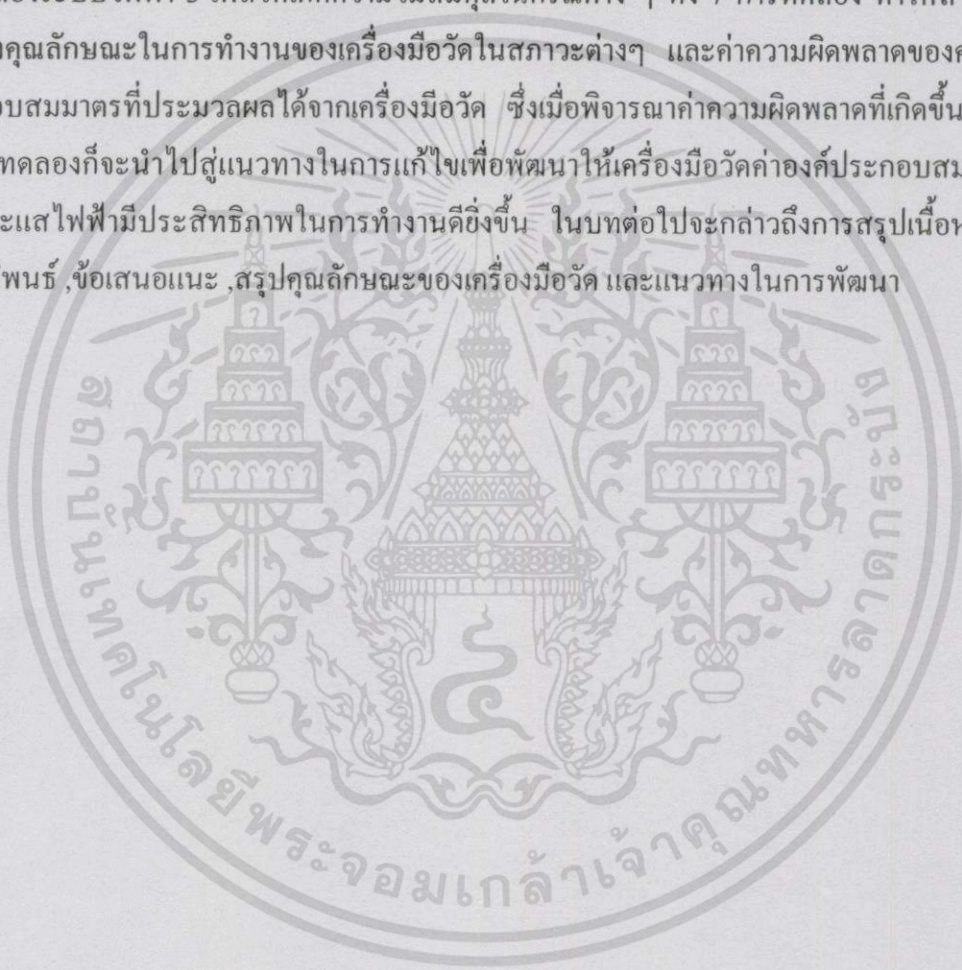 3
ทั้ง 7 การทดลอง
คุณลักษณะในการทำงานของเครื่องมือวัดในสภาวะต่างๆ และค่าความผิดพลาดของ
อบสมมาตรที่ประมวลผลได้จากเครื่องมือวัด ซึ่งเมื่อพิจารณาค่าความผิดพลาดที่เกิดขึ้น
ทดลองก็จะนำไปสู่แนวทางในการแก้ไขเพื่อพัฒนาให้เครื่องมือวัดค่าองค์ประกอบสม
ะแสไฟฟ้ามีประสิทธิภาพในการทำงานดียิ่งขึ้น ในบทต่อไปจะกล่าวถึงการสรุปเนื้อห
พนธ์ ,ข้อเสนอแนะ ,สรุปคุณลักษณะของเครื่องมือวัด และแนวทางในการพัฒนา
สถาบันเทคโนโลยีพระจอมเกล้าเจ้าคุณทหารลาดกระบัง